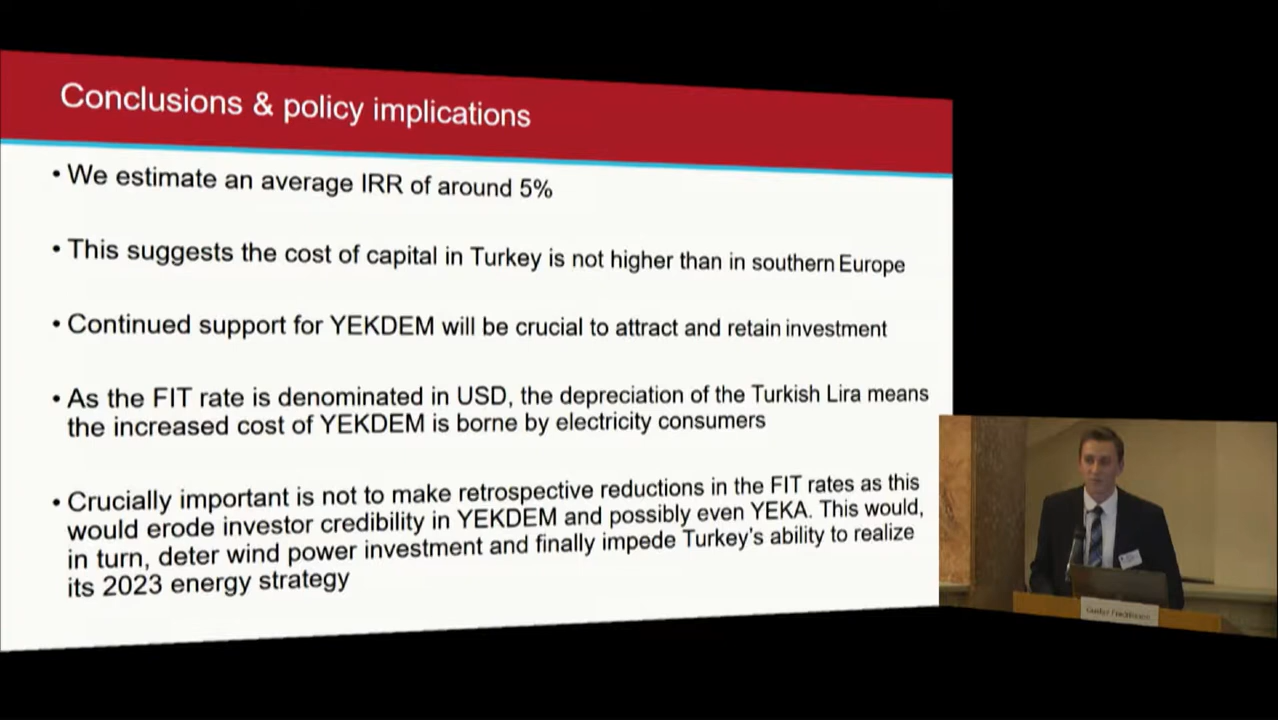 Conclusions & policy implications
• We estimate an average IRR of around 5%
• This suggests the cost of capital in Turkey is not higher than in southern Europe
• Continued support for YEKDEM will be crucial to attract and retain investment
• As the FIT rate is denominated in USD, the depreciation of the Turkish Lira means
the increased cost of YEKDEM is borne by electricity consumers
• Crucially important is not to make retrospective reductions in the FIT rates as this
would erode investor credibility in YEKDEM and possibly even YEKA. This would,
in turn, deter wind power investment and finally impede Turkey's ability to realize
its 2023 energy strategy